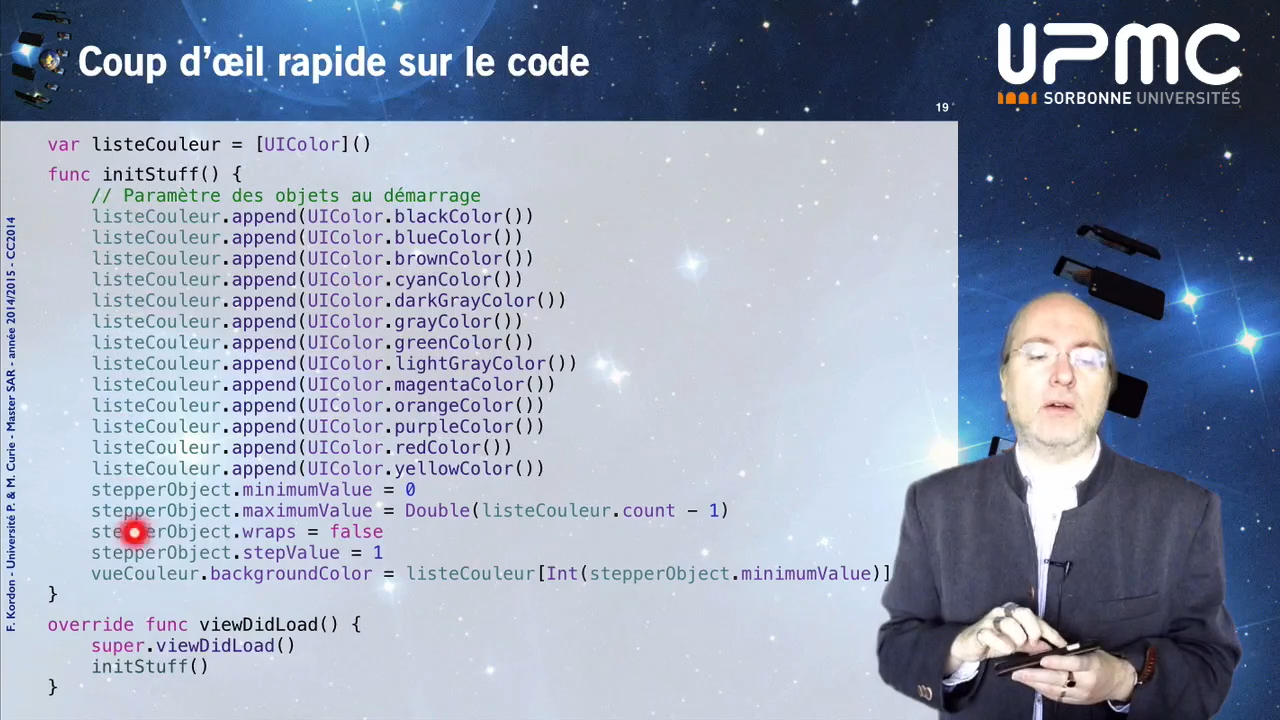 Coup d'œil rapide sur le code
UPMC
SORBONNE UNIVERSITÉS
19
F. Kordon - Université P. & M. Curie - Master SAR - année 2014/2015 - CC2014
var listeCouleur = [UIColor]()
func initStuff() {
// Paramètre des objets au démarrage
listeCouleur.append(UIColor.blackColor())
listeCouleur.append(UIColor.blueColor())
listeCouleur.append(UIColor.brownColor())
listeCouleur.append(UIColor.cyanColor())
listeCouleur.append(UIColor.darkGrayColor())
listeCouleur.append(UIColor.grayColor())
listeCouleur.append(UIColor.greenColor())
listeCouleur.append(UIColor.lightGrayColor())
listeCouleur.append(UIColor.magentaColor())
listeCouleur.append(UIColor.orangeColor())
listeCouleur.append(UIColor.purpleColor())
listeCouleur.append(UIColor.redColor())
listeCouleur.append(UIColor.yellowColor())
stepperObject.minimumValue = 0
stepperObject.maximumValue = Double(listeCouleur.count - 1)
stepperObject.wraps = false
stepperObject.stepValue = 1
vueCouleur.backgroundColor = listeCouleur[Int(stepperObject.minimumValue)]
}
override func viewDidLoad() {
super.viewDidLoad()
initStuff()
}